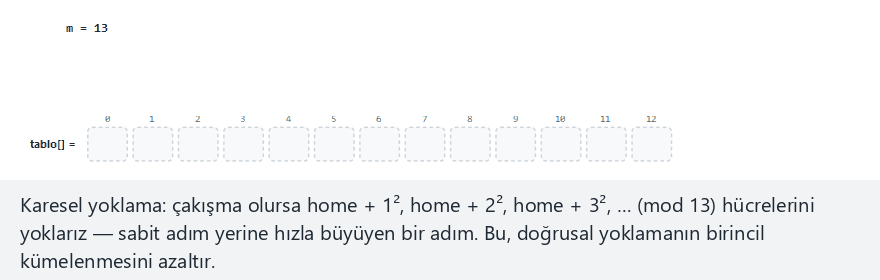 m = 13
0 1 2 3 4 5 6 7 8 9 10 11 12
tablo[] =
Karesel yoklama: çakışma olursa home + 1², home + 2², home + 3², … (mod 13) hücrelerini
yoklarız — sabit adım yerine hızla büyüyen bir adım. Bu, doğrusal yoklamanın birincil
kümelenmesini azaltır.